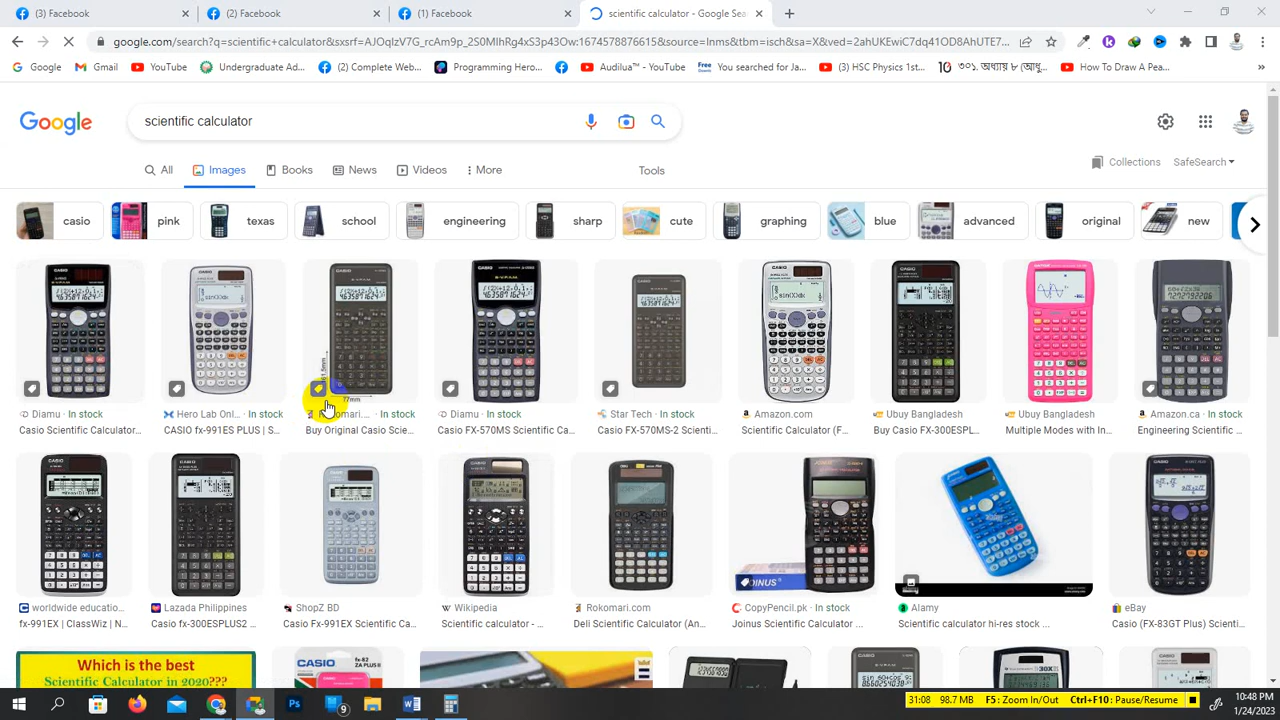 (3) Facebook
(2) Facebook
(1) Facebook
scientific calculator - Google Sea
google.com/search?q=scientific+calculator&sxsrf=AJOqlzV7G_rcAm9p_2S0MIhRg4xS3p43Ow:1674578876615&source=lnms&tbm=isch&sa=X&ved=2ahUKEwiC7dq41OD8AhUTE7...
Google
Gmail
YouTube
Undergraduate Ad...
(2) Complete Web...
Programming Hero...
Audilua™ - YouTube
You searched for Ja...
(3) HSC Physics 1st...
৩০১. অধ্যায় ৮ (আধু...
How To Draw A Pea...
Google
scientific calculator
All
Images
Books
News
Videos
More
Tools
Collections
SafeSearch
casio
pink
texas
school
engineering
sharp
cute
graphing
blue
advanced
original
new
Diamu · In stock
Hero Lab Onl... · In stock
· In stock
Diamu · In stock
Star Tech · In stock
Amazon.com
Ubuy Bangladesh
Ubuy Bangladesh
Amazon.ca · In stock
Casio Scientific Calculator...
CASIO fx-991ES PLUS | S...
Buy Original Casio Scie...
Casio FX-570MS Scientific Ca...
Casio FX-570MS-2 Scienti...
Scientific Calculator (F...
Buy Casio FX-300ESPL...
Multiple Modes with In...
Engineering Scientific ...
worldwide educatio...
Lazada Philippines
ShopZ BD
Wikipedia
Rokomari.com
CopyPencil.pk · In stock
Alamy
eBay
fx-991EX | ClassWiz | N...
Casio fx-300ESPLUS2 ...
Casio Fx-991EX Scientific Ca...
Scientific calculator - ...
Deli Scientific Calculator (An...
Joinus Scientific Calculator ...
Scientific calculator hi-res stock ...
Casio (FX-83GT Plus) Scienti...
Which is the best
Scientific Calculator in 2020???
CASIO
fx-82
ZA PLUS II
31:08
98.7 MB
F5: Zoom In/Out
Ctrl+F10: Pause/Resume
10:48 PM
1/24/2023